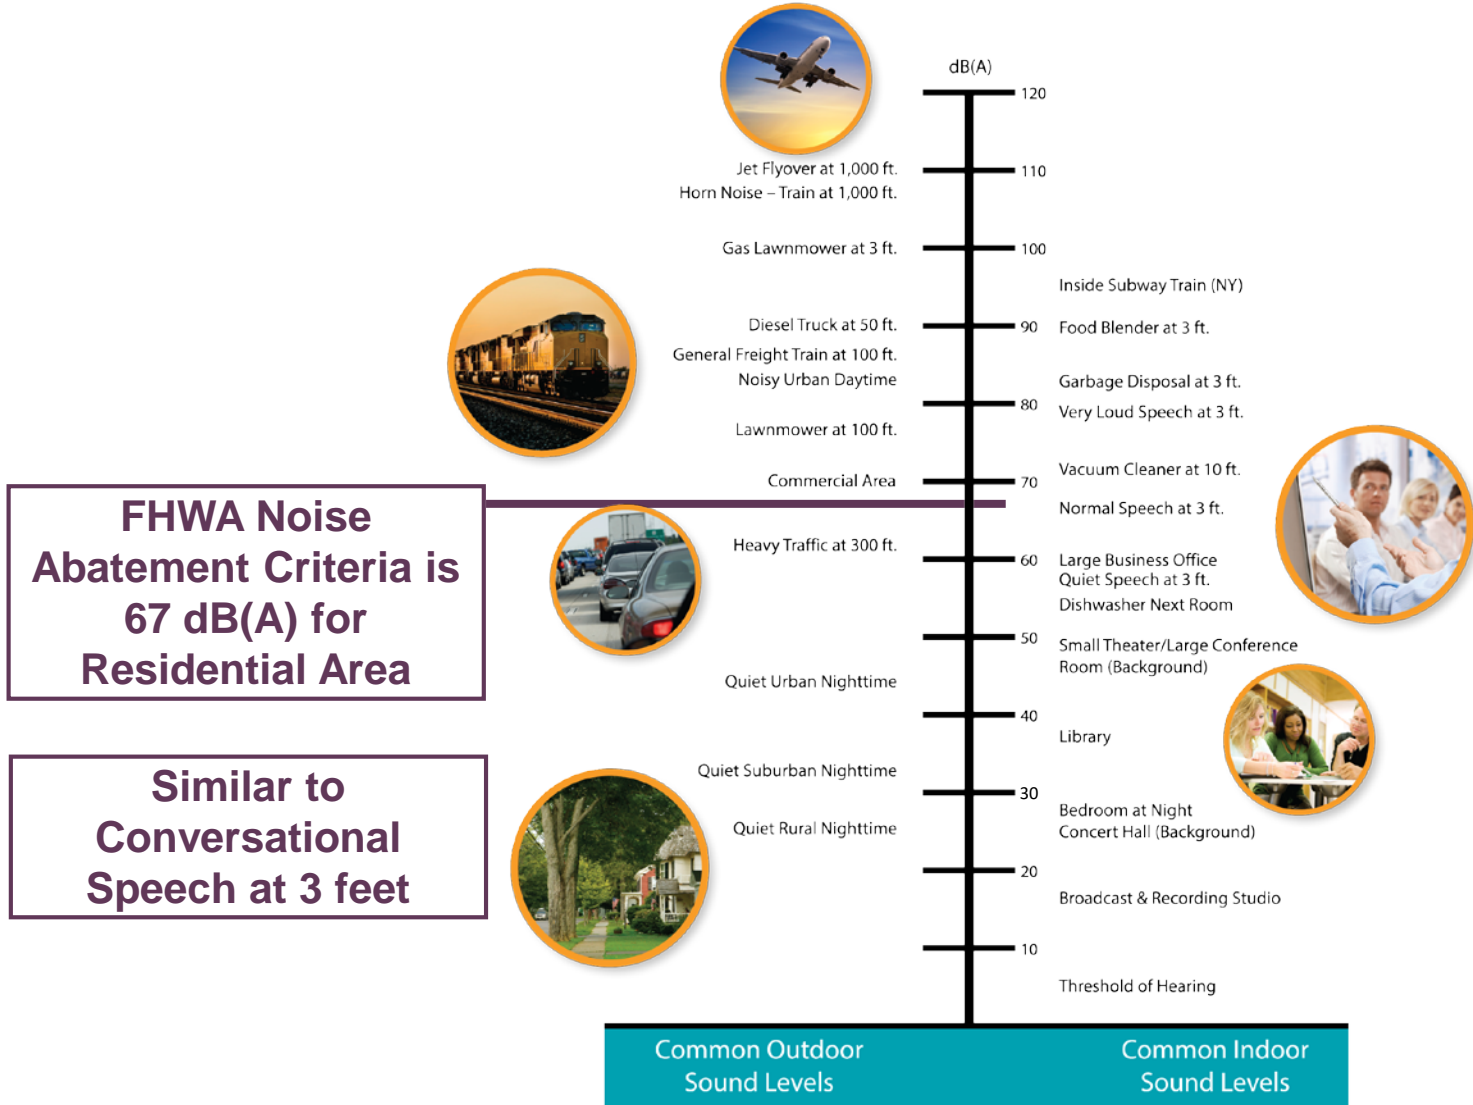 dB(A)
120
Jet Flyover at 1,000 ft.
110
Horn Noise – Train at 1,000 ft.
Gas Lawnmower at 3 ft.
100
Inside Subway Train (NY)
Diesel Truck at 50 ft.
90
Food Blender at 3 ft.
General Freight Train at 100 ft.
Noisy Urban Daytime
Garbage Disposal at 3 ft.
80
Very Loud Speech at 3 ft.
Lawnmower at 100 ft.
Vacuum Cleaner at 10 ft.
Commercial Area
70
Normal Speech at 3 ft.
FHWA Noise
Abatement Criteria is
67 dB(A) for
Residential Area
Heavy Traffic at 300 ft.
60
Large Business Office
Quiet Speech at 3 ft.
Dishwasher Next Room
50
Small Theater/Large Conference
Room (Background)
Quiet Urban Nighttime
40
Library
Similar to
Conversational
Speech at 3 feet
Quiet Suburban Nighttime
30
Bedroom at Night
Concert Hall (Background)
Quiet Rural Nighttime
20
Broadcast & Recording Studio
10
Threshold of Hearing
Common Outdoor
Sound Levels
Common Indoor
Sound Levels